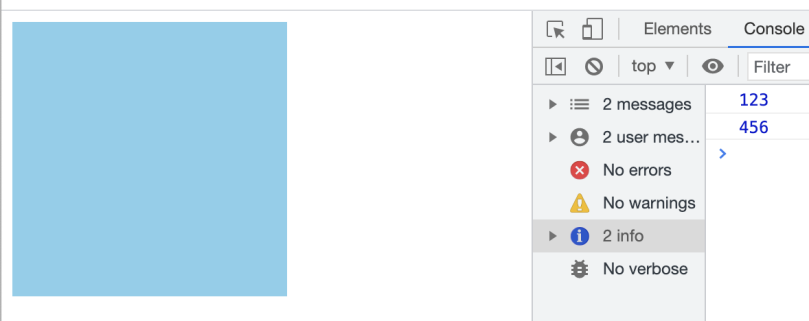 Elements Console
top Filter
2 messages
2 user mes...
No errors
No warnings
2 info
No verbose
123
456